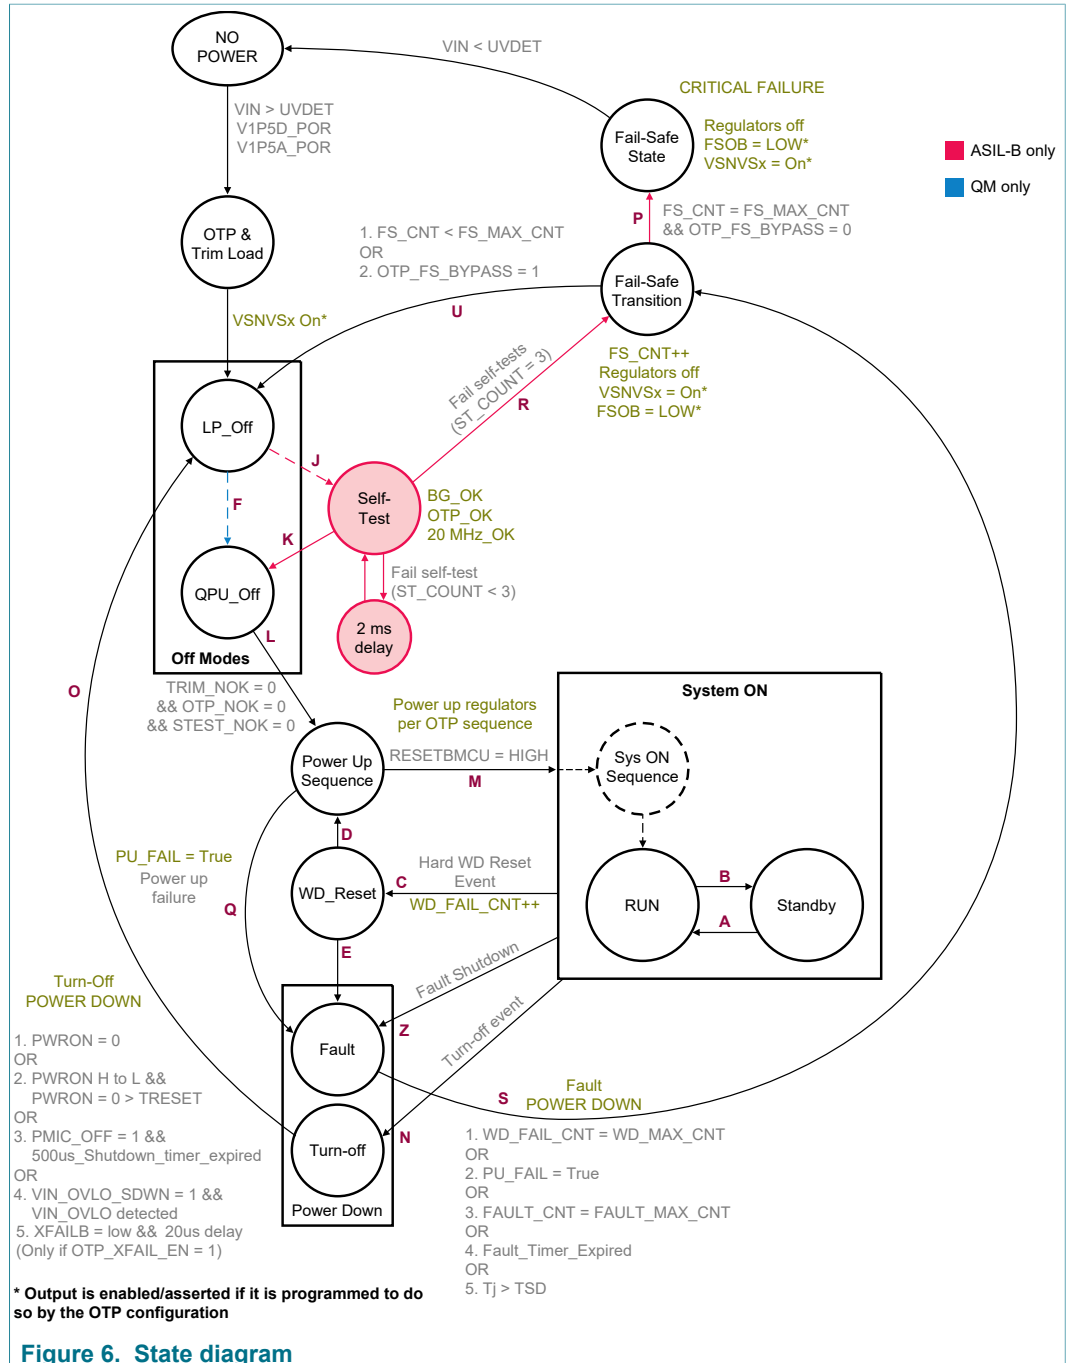 NO
POWER
VIN < UVDET
VIN > UVDET
V1P5D_POR
V1P5A_POR
CRITICAL FAILURE
Fail-Safe
State
Regulators off
FSOB = LOW*
VSNVSx = On*
ASIL-B only
QM only
OTP &
Trim Load
P
FS_CNT = FS_MAX_CNT
&& OTP_FS_BYPASS = 0
1. FS_CNT < FS_MAX_CNT
OR
2. OTP_FS_BYPASS = 1
Fail-Safe
Transition
U
VSNVSx On*
FS_CNT++
Regulators off
VSNVSx = On*
FSOB = LOW*
Fail self-tests
(ST_COUNT = 3)
R
LP_Off
J
F
Self-
Test
BG_OK
OTP_OK
20 MHz_OK
K
QPU_Off
Fail self-test
(ST_COUNT < 3)
L
2 ms
delay
Off Modes
O
TRIM_NOK = 0
&& OTP_NOK = 0
&& STEST_NOK = 0
Power up regulators
per OTP sequence
System ON
Power Up
Sequence
RESETBMCU = HIGH
M
Sys ON
Sequence
D
PU_FAIL = True
Power up
failure
Q
WD_Reset
C
Hard WD Reset
Event
WD_FAIL_CNT++
RUN
B
A
Standby
E
Fault Shutdown
Z
Turn-off event
Turn-Off
POWER DOWN
Fault
S
Fault
POWER DOWN
N
Turn-off
Power Down
1. PWRON = 0
OR
2. PWRON H to L &&
PWRON = 0 > TRESET
OR
3. PMIC_OFF = 1 &&
500us_Shutdown_timer_expired
OR
4. VIN_OVLO_SDWN = 1 &&
VIN_OVLO detected
5. XFAILB = low && 20us delay
(Only if OTP_XFAIL_EN = 1)
1. WD_FAIL_CNT = WD_MAX_CNT
OR
2. PU_FAIL = True
OR
3. FAULT_CNT = FAULT_MAX_CNT
OR
4. Fault_Timer_Expired
OR
5. Tj > TSD
* Output is enabled/asserted if it is programmed to do
so by the OTP configuration
Figure 6. State diagram